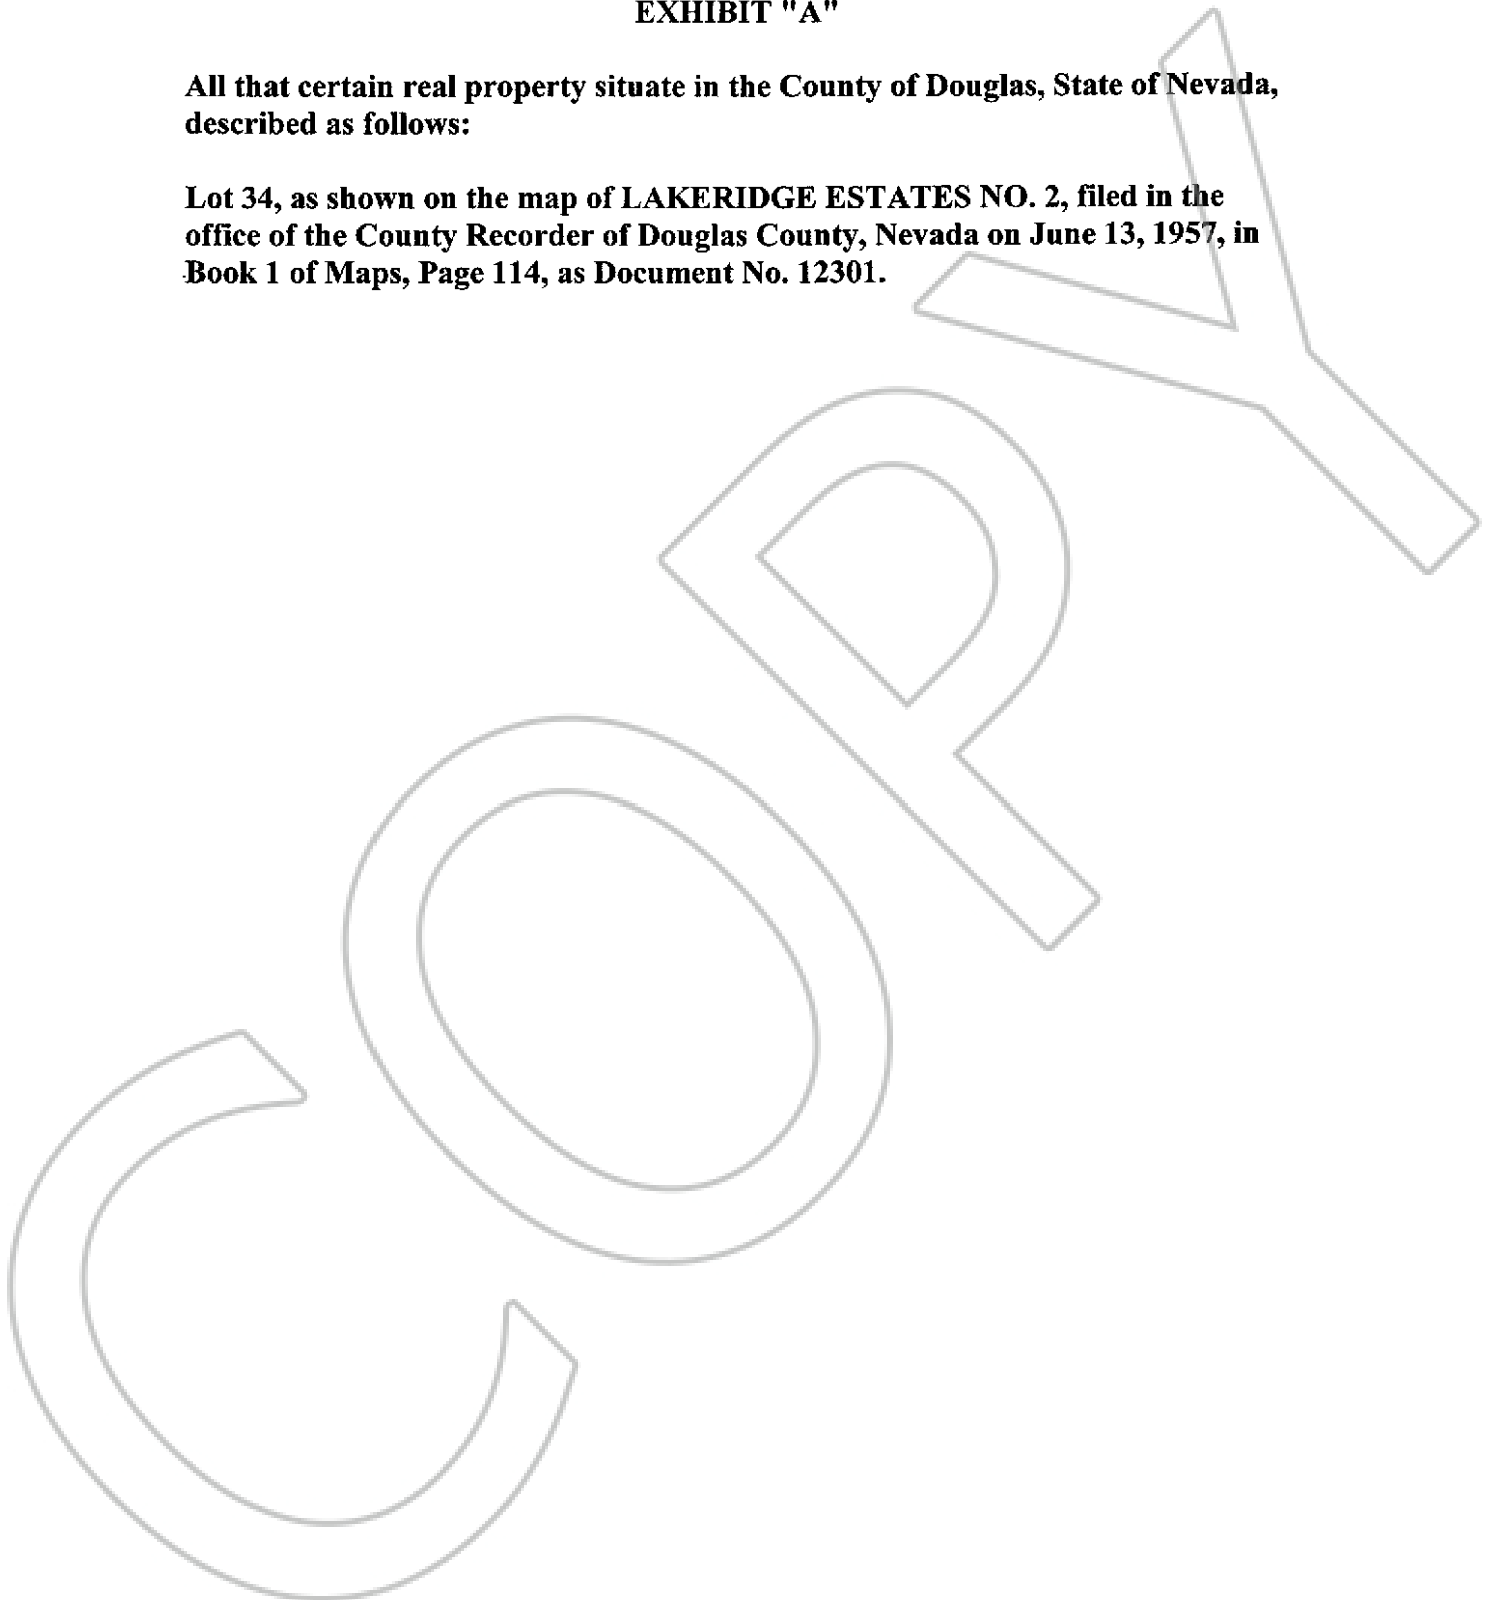 EXHIBIT "A"
All that certain real property situate in the County of Douglas, State of Nevada,
described as follows:
Lot 34, as shown on the map of LAKERIDGE ESTATES NO. 2, filed in the
office of the County Recorder of Douglas County, Nevada on June 13, 1957, in
Book 1 of Maps, Page 114, as Document No. 12301.
COPY